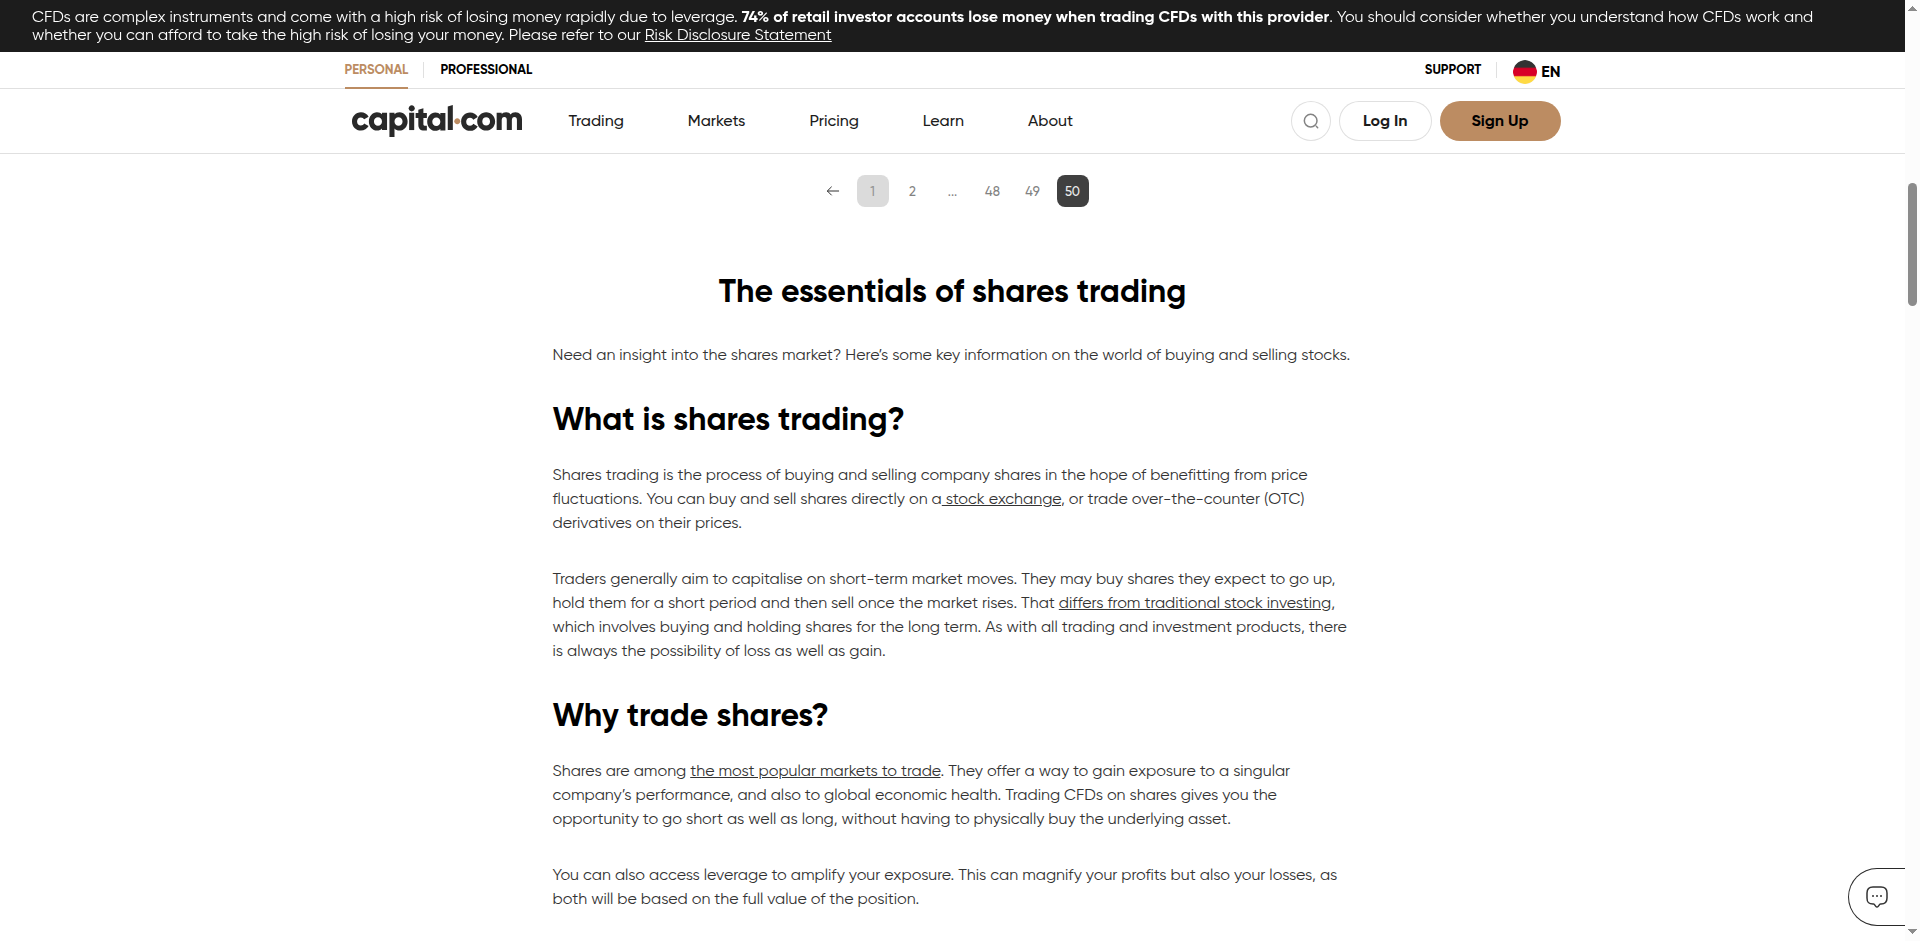 CFDs are complex instruments and come with a high risk of losing money rapidly due to leverage. 74% of retail investor accounts lose money when trading CFDs with this provider. You should consider whether you understand how CFDs work and
whether you can afford to take the high risk of losing your money. Please refer to our Risk Disclosure Statement
PERSONAL PROFESSIONAL SUPPORT EN
capital.com Trading Markets Pricing Learn About Log In Sign Up
1 2 ... 48 49 50
The essentials of shares trading
Need an insight into the shares market? Here’s some key information on the world of buying and selling stocks.
What is shares trading?
Shares trading is the process of buying and selling company shares in the hope of benefitting from price
fluctuations. You can buy and sell shares directly on a stock exchange, or trade over-the-counter (OTC)
derivatives on their prices.
Traders generally aim to capitalise on short-term market moves. They may buy shares they expect to go up,
hold them for a short period and then sell once the market rises. That differs from traditional stock investing,
which involves buying and holding shares for the long term. As with all trading and investment products, there
is always the possibility of loss as well as gain.
Why trade shares?
Shares are among the most popular markets to trade. They offer a way to gain exposure to a singular
company’s performance, and also to global economic health. Trading CFDs on shares gives you the
opportunity to go short as well as long, without having to physically buy the underlying asset.
You can also access leverage to amplify your exposure. This can magnify your profits but also your losses, as
both will be based on the full value of the position.